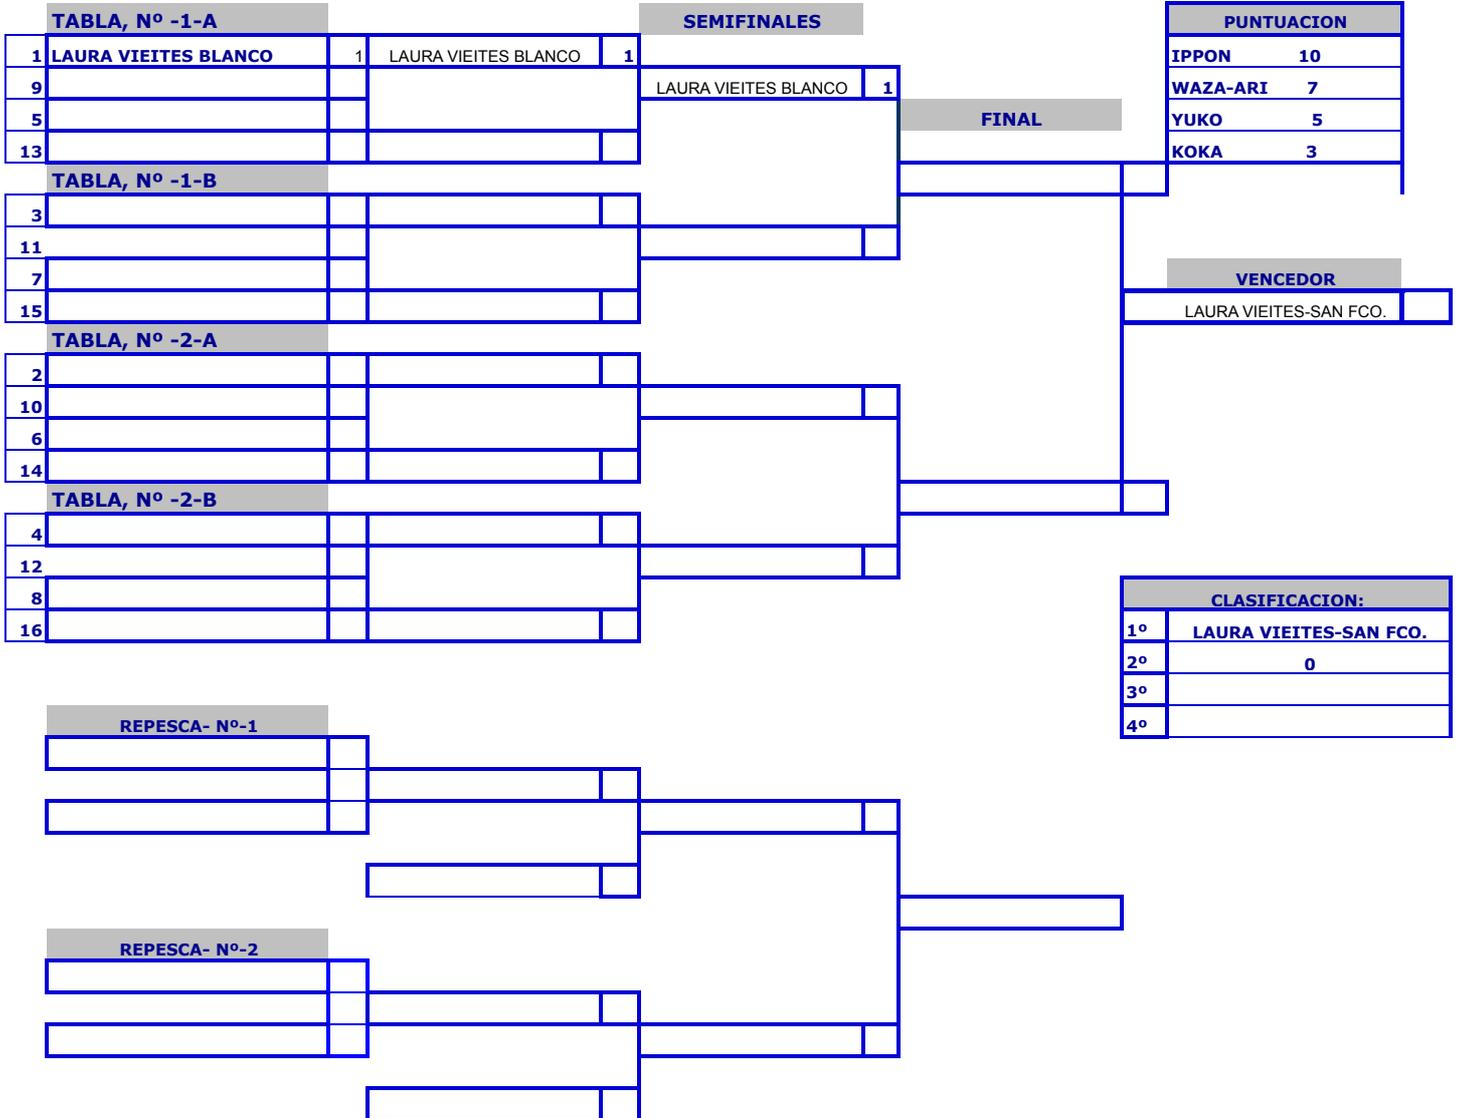 TABLA, Nº -1-A
SEMIFINALES
PUNTUACION
1 LAURA VIEITES BLANCO 1 LAURA VIEITES BLANCO 1
IPPON 10
9
LAURA VIEITES BLANCO 1
WAZA-ARI 7
5
FINAL
YUKO 5
13
KOKA 3
TABLA, Nº -1-B
3
11
7
VENCEDOR
15
LAURA VIEITES-SAN FCO.
TABLA, Nº -2-A
2
10
6
14
TABLA, Nº -2-B
4
12
8
CLASIFICACION:
16
1º LAURA VIEITES-SAN FCO.
2º 0
3º
4º
REPESCA- Nº-1
REPESCA- Nº-2